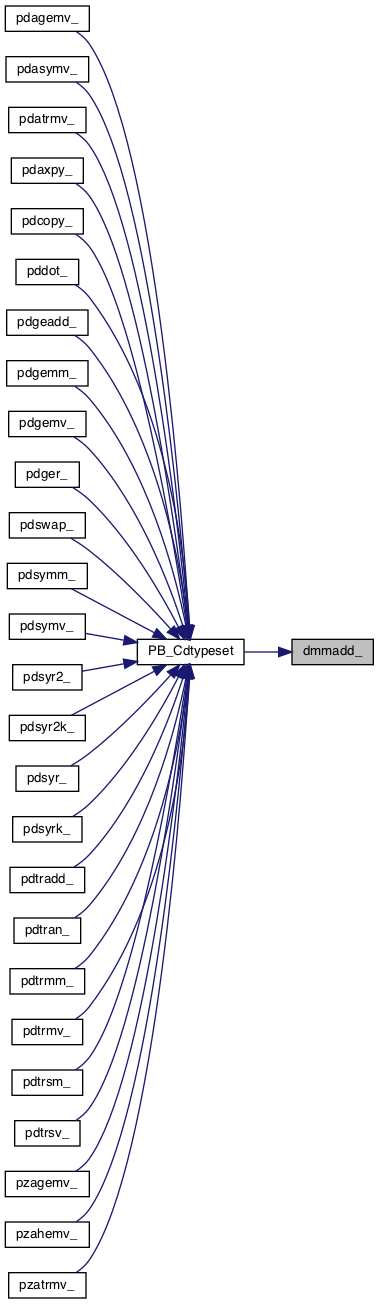 pdagemv_
pdasymv_
pdatrmv_
pdaxpy_
pdcopy_
pddot_
pdgeadd_
pdgemm_
pdgemv_
pdger_
pdswap_
pdsymm_
pdsymv_
PB_Cdtypeset
dmmadd_
pdsyr2_
pdsyr2k_
pdsyr_
pdsyrk_
pdtradd_
pdtran_
pdtrmm_
pdtrmv_
pdtrsm_
pdtrsv_
pzagemv_
pzahemv_
pzatrmv_